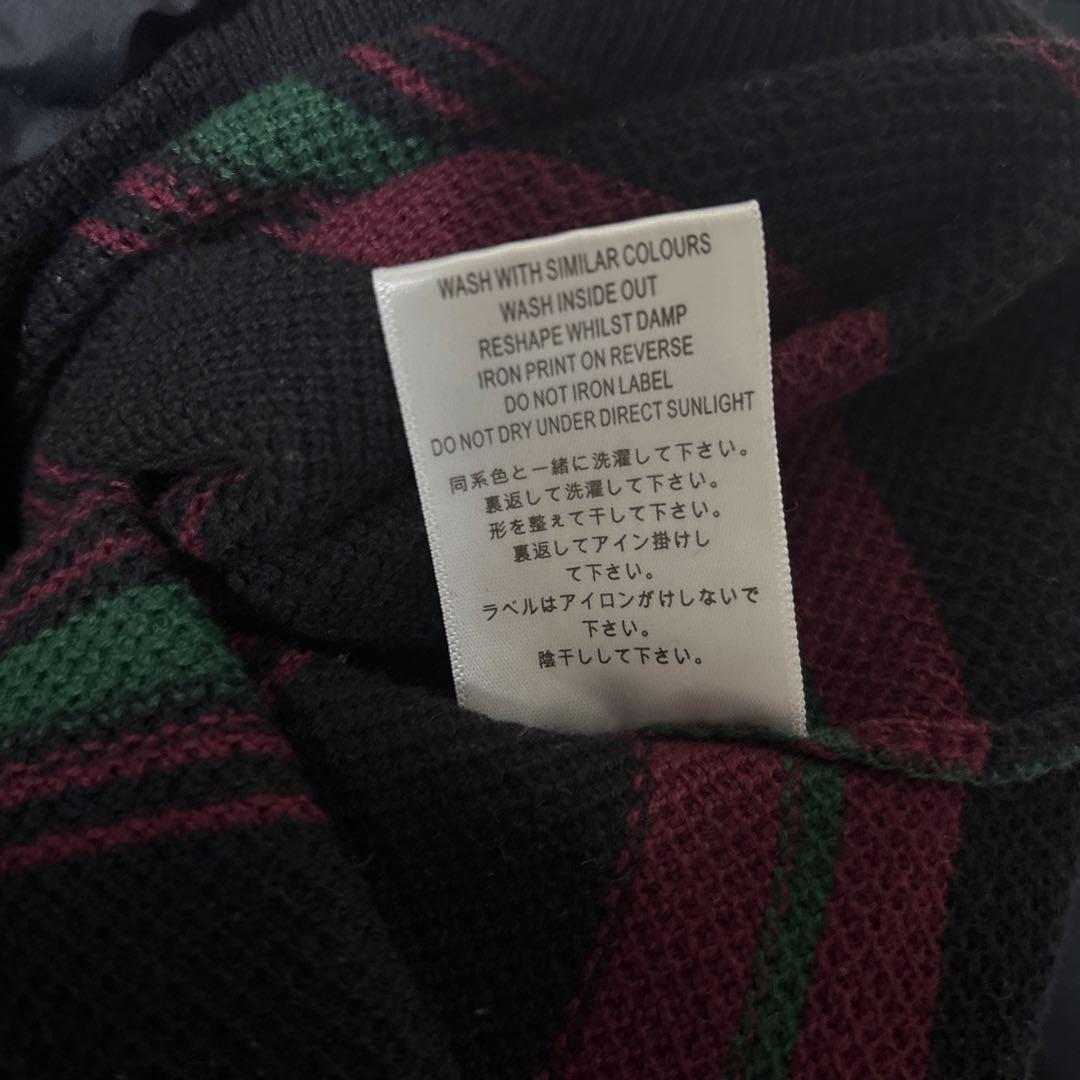 WASH WITH SIMILAR COLOURS
WASH INSIDE OUT
RESHAPE WHILST DAMP
IRON PRINT ON REVERSE
DO NOT IRON LABEL
DO NOT DRY UNDER DIRECT SUNLIGHT
同系色と一緒に洗濯して下さい。
裏返して洗濯して下さい。
形を整えて干して下さい。
裏返してアイン掛けし
て下さい。
ラベルはアイロンがけしないで
下さい。
陰干しして下さい。